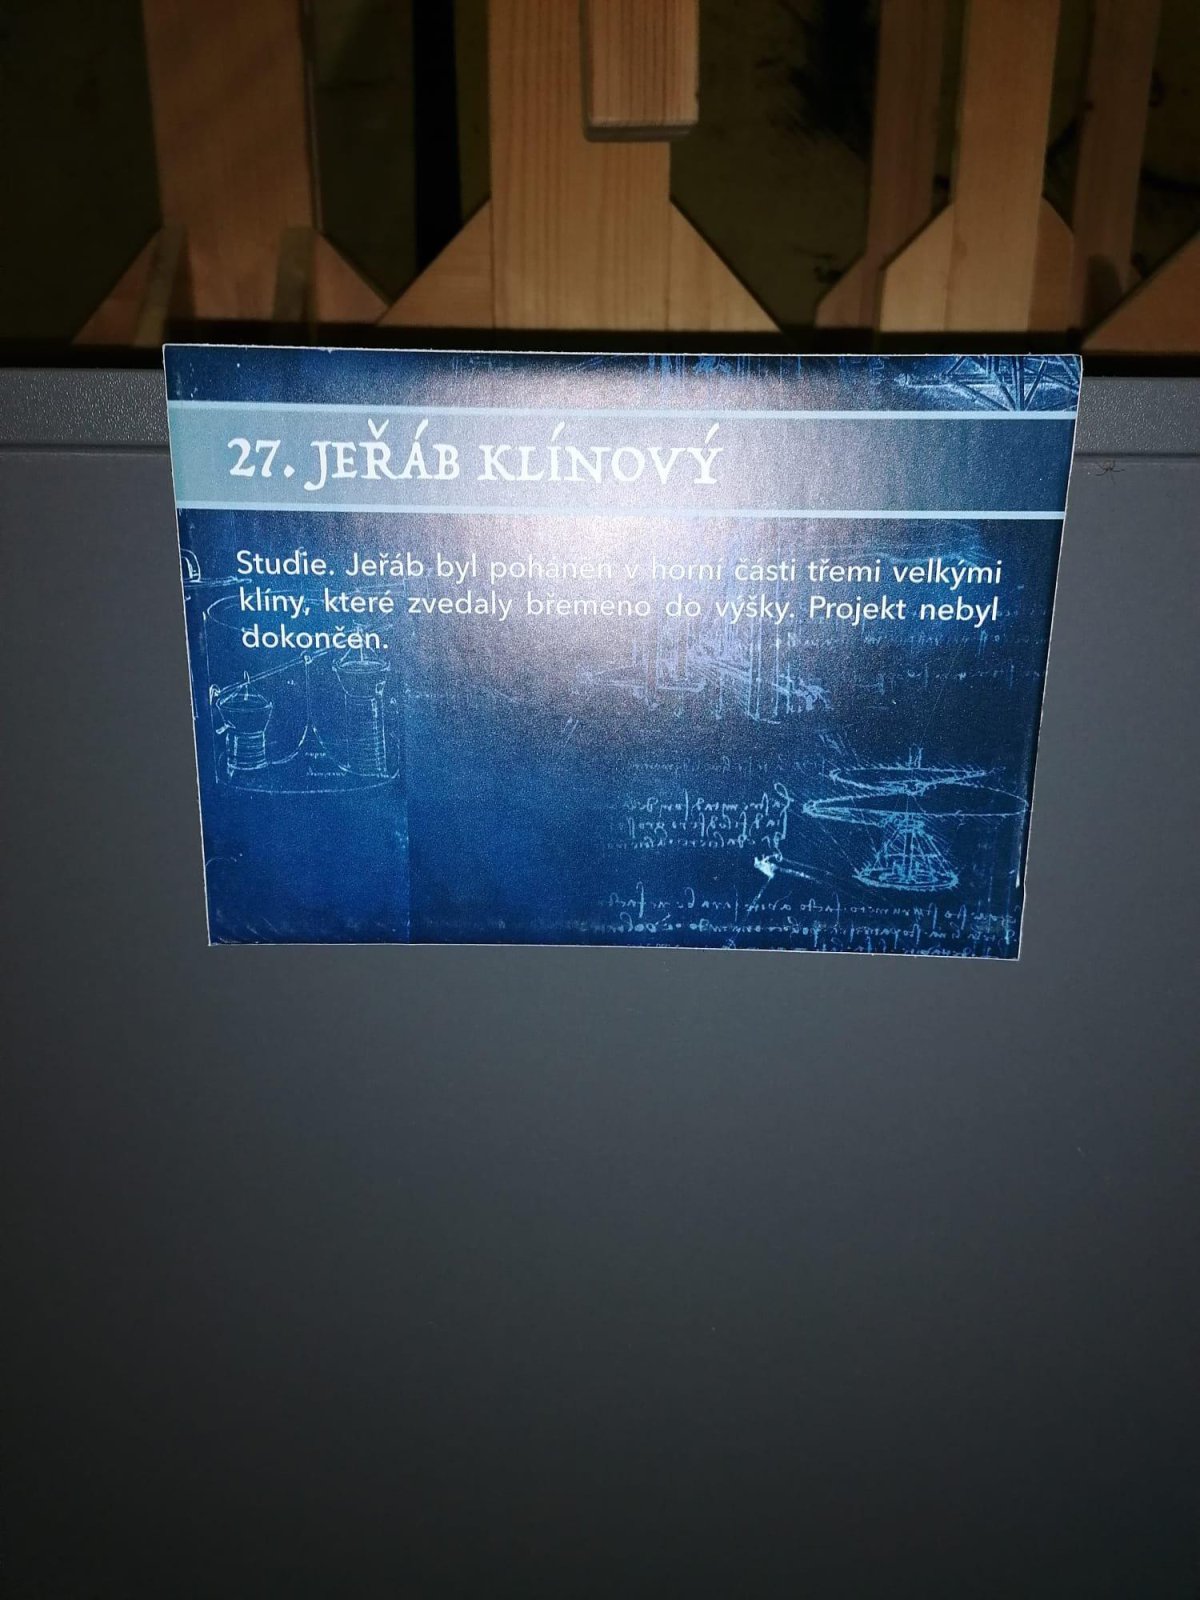 27. JEŘÁB KLÍNOVÝ
Studie. Jeřáb byl poháněn v horní části třemi velkými
klíny, které zvedaly břemeno do výšky. Projekt nebyl
dokončen.